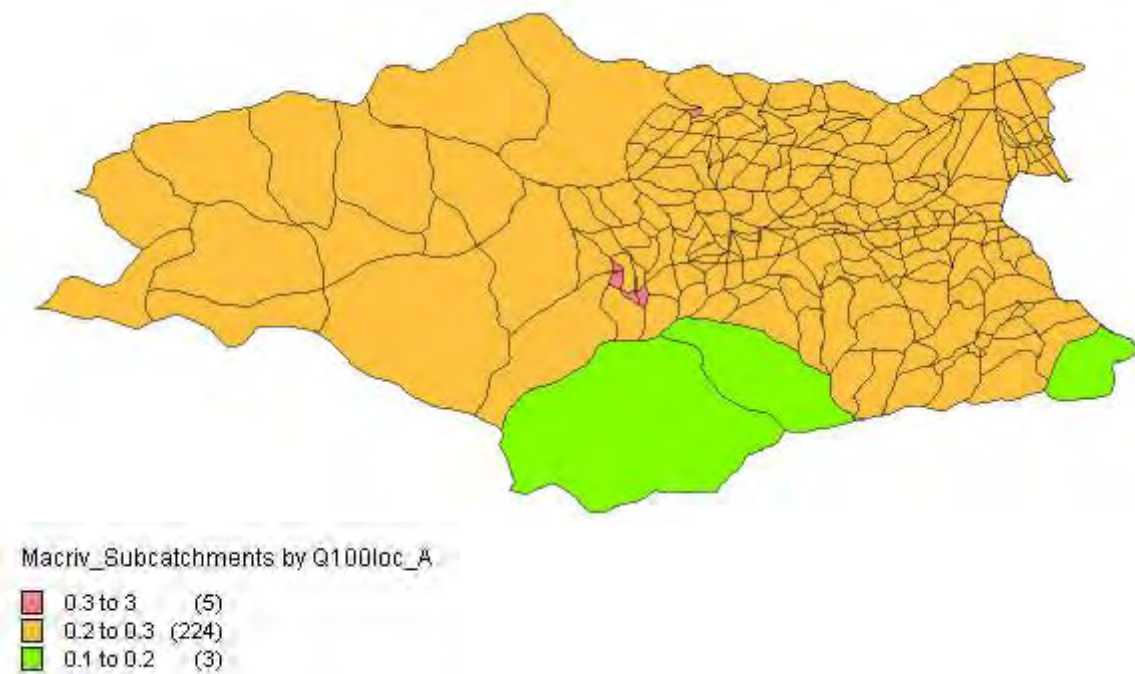 Macriv_Subcatchments by Q100loc_A
0.3 to 3 (5)
0.2 to 0.3 (224)
0.1 to 0.2 (3)